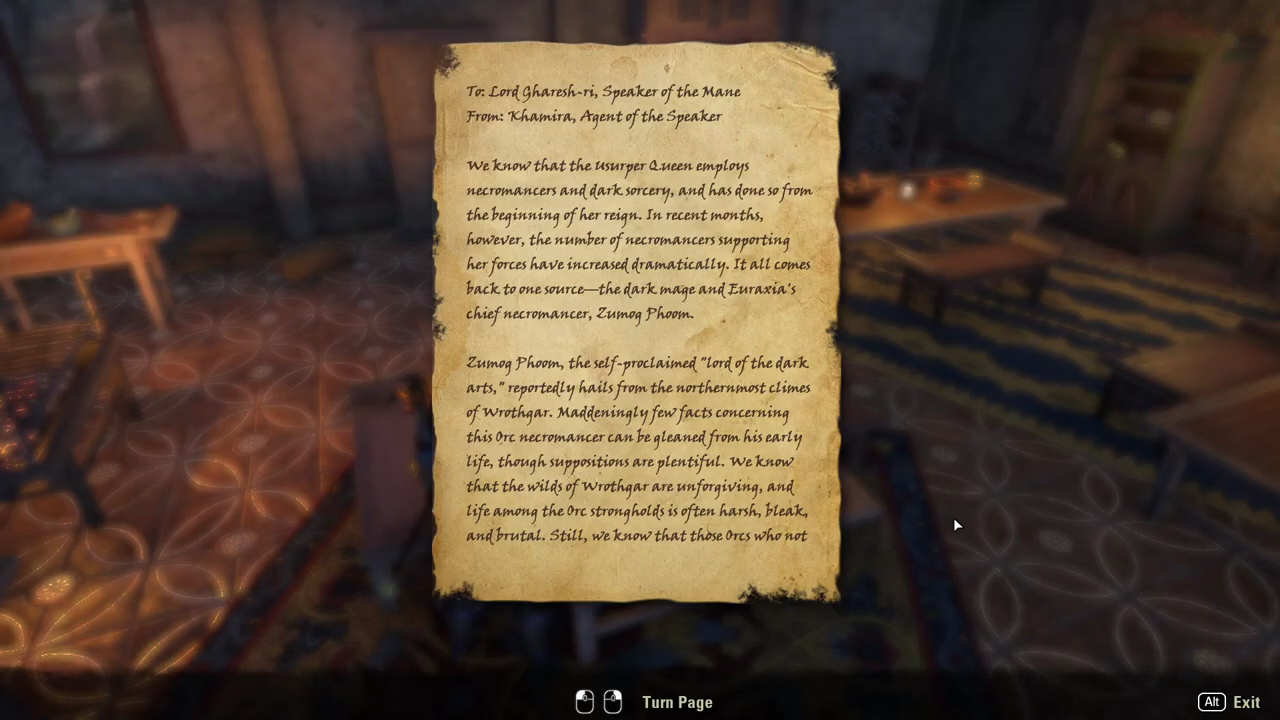 To: Lord Gharesh-ri, Speaker of the Mane
From: Khamira, Agent of the Speaker
We know that the Usurper Queen employs
necromancers and dark sorcery, and has done so from
the beginning of her reign. In recent months,
however, the number of necromancers supporting
her forces have increased dramatically. It all comes
back to one source—the dark mage and Euraxia's
chief necromancer, Zumog Phoom.
Zumog Phoom, the self-proclaimed "lord of the dark
arts," reportedly hails from the northernmost climes
of Wrothgar. Maddeningly few facts concerning
this Orc necromancer can be gleaned from his early
life, though suppositions are plentiful. We know
that the wilds of Wrothgar are unforgiving, and
life among the Orc strongholds is often harsh, bleak,
and brutal. Still, we know that those Orcs who not
Turn Page
Alt Exit